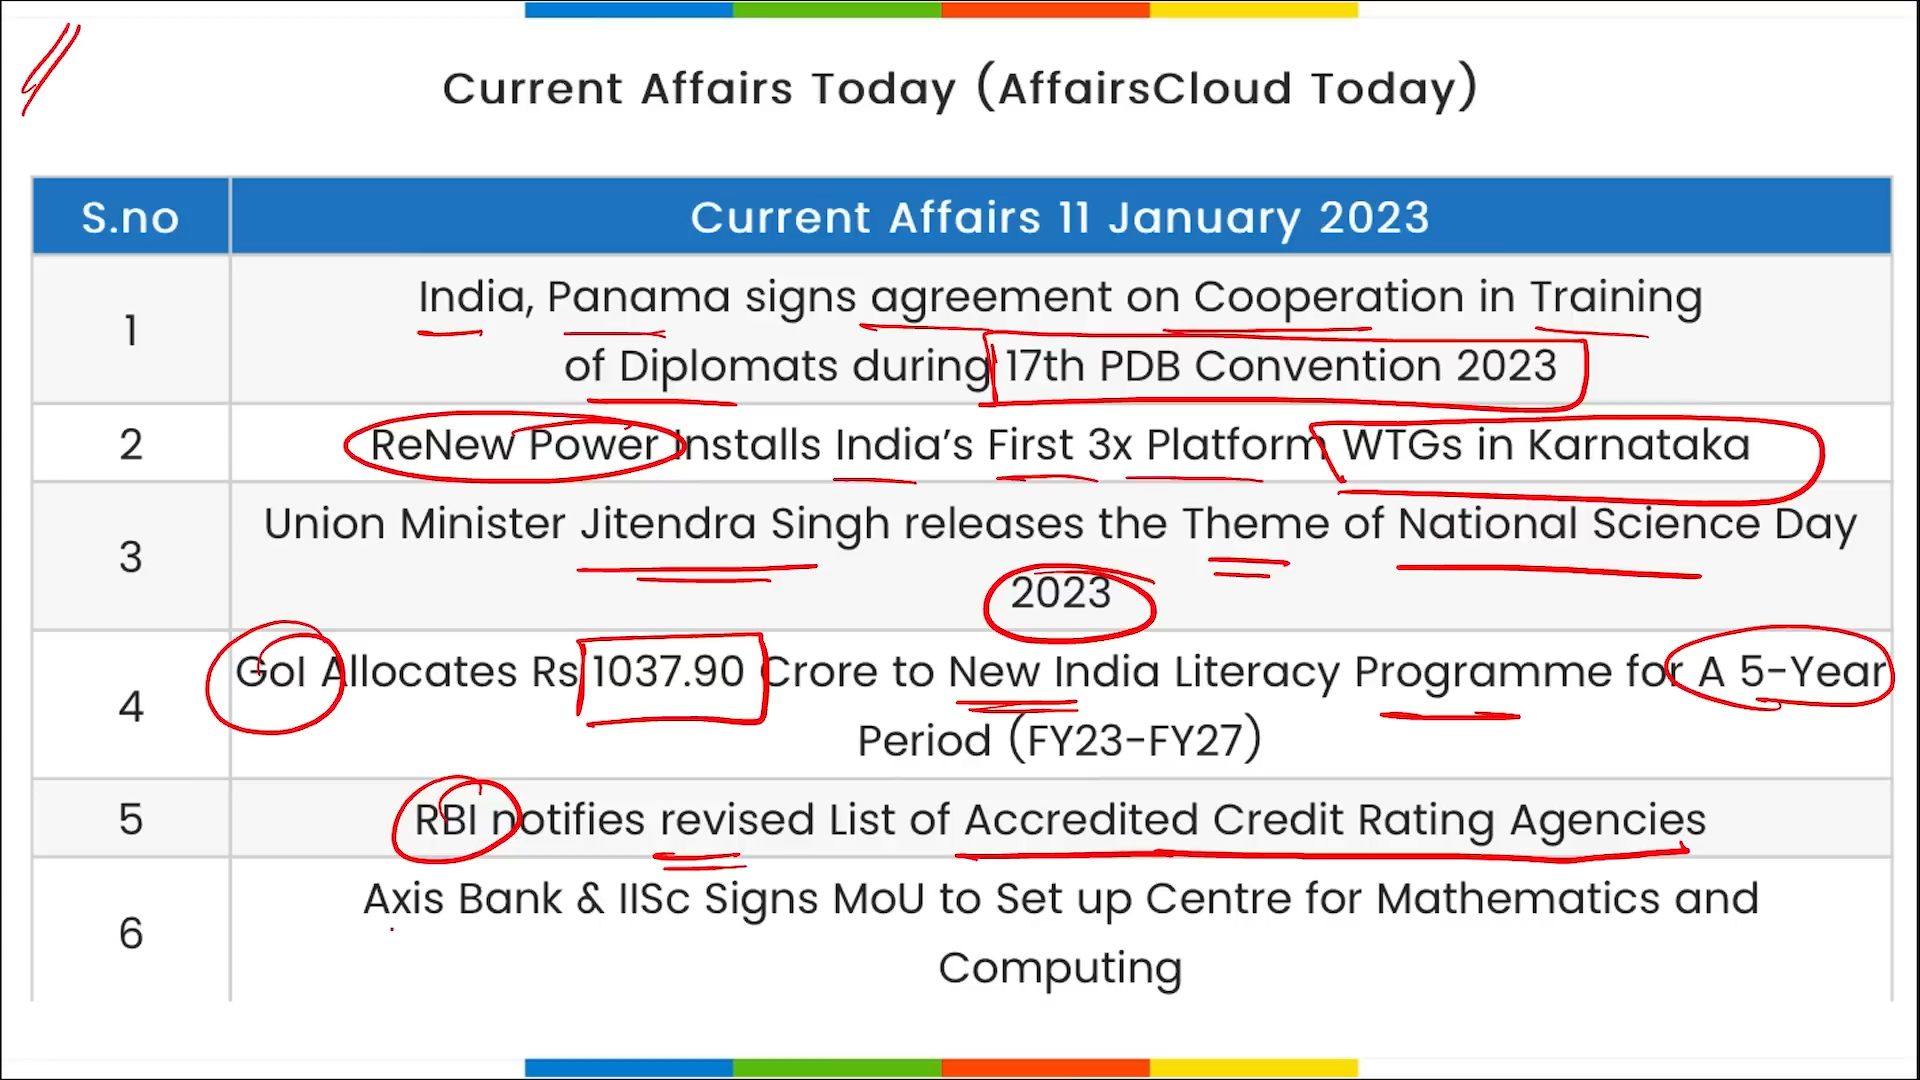 Current Affairs Today (AffairsCloud Today)
S.no
Current Affairs 11 January 2023
1
India, Panama signs agreement on Cooperation in Training
of Diplomats during 17th PDB Convention 2023
2
ReNew Power Installs India’s First 3x Platform WTGs in Karnataka
3
Union Minister Jitendra Singh releases the Theme of National Science Day
2023
4
GoI Allocates Rs 1037.90 Crore to New India Literacy Programme for A 5-Year
Period (FY23-FY27)
5
RBI notifies revised List of Accredited Credit Rating Agencies
6
Axis Bank & IISc Signs MoU to Set up Centre for Mathematics and
Computing